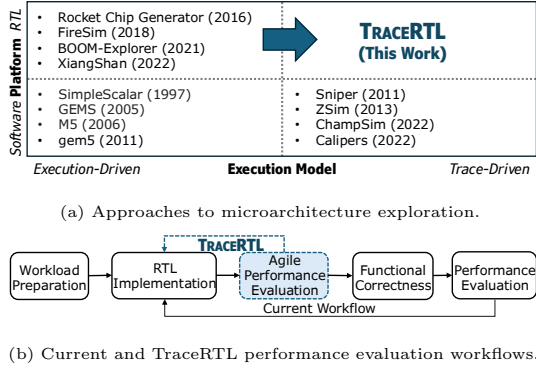 Software Platform RTL
• Rocket Chip Generator (2016)
• FireSim (2018)
• BOOM-Explorer (2021)
• XiangShan (2022)
TRACERTL
(This Work)
• SimpleScalar (1997)
• GEMS (2005)
• M5 (2006)
• gem5 (2011)
• Sniper (2011)
• ZSim (2013)
• ChampSim (2022)
• Calipers (2022)
Execution-Driven Execution Model Trace-Driven
(a) Approaches to microarchitecture exploration.
TRACERTL
Workload
Preparation
RTL
Implementation
Agile
Performance
Evaluation
Functional
Correctness
Performance
Evaluation
Current Workflow
(b) Current and TraceRTL performance evaluation workflows.